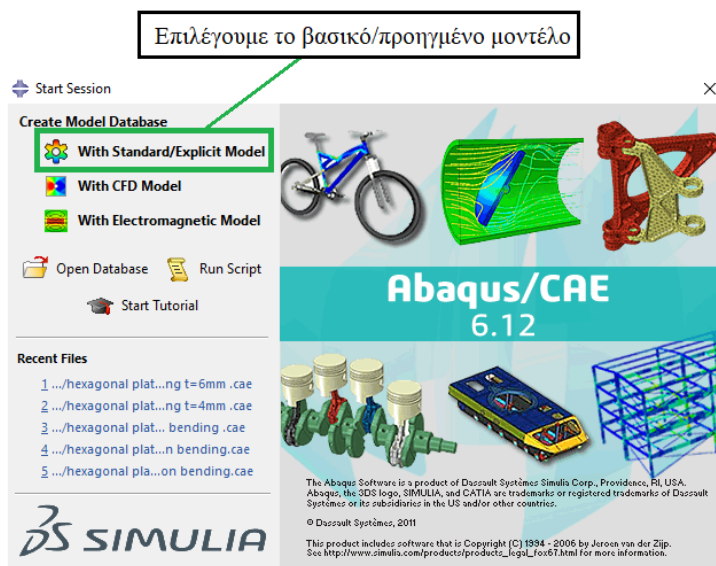 Επιλέγουμε το βασικό/προηγμένο μοντέλο
Start Session
Create Model Database
With Standard/Explicit Model
With CFD Model
With Electromagnetic Model
Open Database
Run Script
Start Tutorial
Recent Files
1 .../hexagonal plat...ng t=6mm .cae
2 .../hexagonal plat...ng t=4mm .cae
3 .../hexagonal plat... bending .cae
4 .../hexagonal plat...n bending.cae
5 .../hexagonal pla...on bending.cae
SIMULIA
Abaqus/CAE
6.12
The Abaqus Software is a product of Dassault Systèmes Simulia Corp., Providence, RI, USA.
Abaqus, the 3DS logo, SIMULIA, and CATIA are trademarks or registered trademarks of Dassault
Systèmes or its subsidiaries in the US and/or other countries.
© Dassault Systèmes, 2011
This product includes software that is Copyright (C) 1994 - 2006 by Jeroen van der Zijp.
See http://www.simulia.com/products/products_legal_fox67.html for more information.